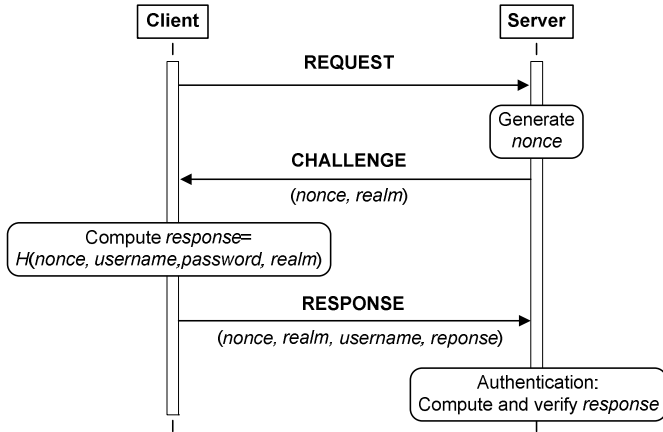 Client
Server
REQUEST
Generate
nonce
CHALLENGE
(nonce, realm)
Compute response=
H(nonce, username,password, realm)
RESPONSE
(nonce, realm, username, reponse)
Authentication:
Compute and verify response